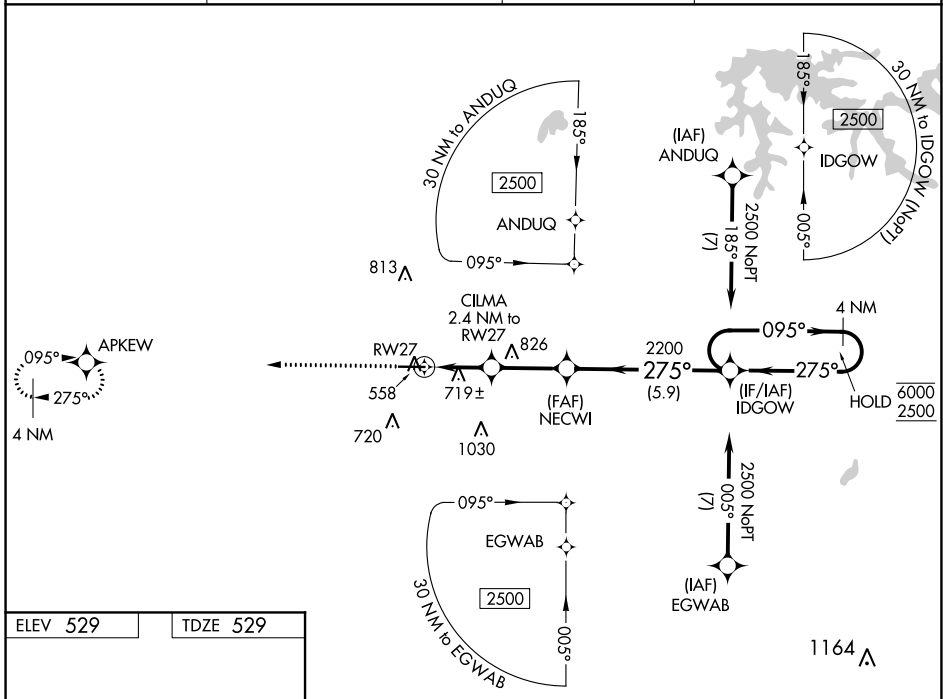 30 NM to ANDUQ
185°
2500
ANDUQ
095°
185°
30 NM to IDGOW (NoPT)
2500
IDGOW
005°
(IAF)
ANDUQ
2500 NoPT
185°
(7)
813
CILMA
2.4 NM to
RW27
4 NM
095°
APKEW
095°
275°
4 NM
RW27
558
719±
826
(FAF)
NECWI
2200
275°
(5.9)
(IF/IAF)
IDGOW
275°
HOLD
6000
2500
720
1030
095°
EGWAB
2500
005°
30 NM to EGWAB
2500 NoPT
005°
(7)
(IAF)
EGWAB
ELEV 529
TDZE 529
1164